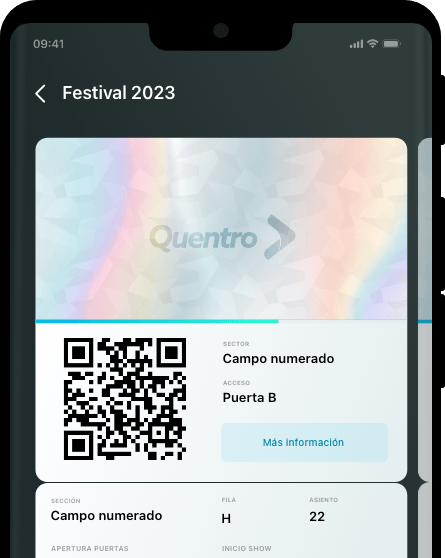 09:41
Festival 2023
Quentro
SECTOR
Campo numerado
ACCESO
Puerta B
Más información
SECCIÓN
Campo numerado
FILA
H
ASIENTO
22
APERTURA PUERTAS
INICIO SHOW